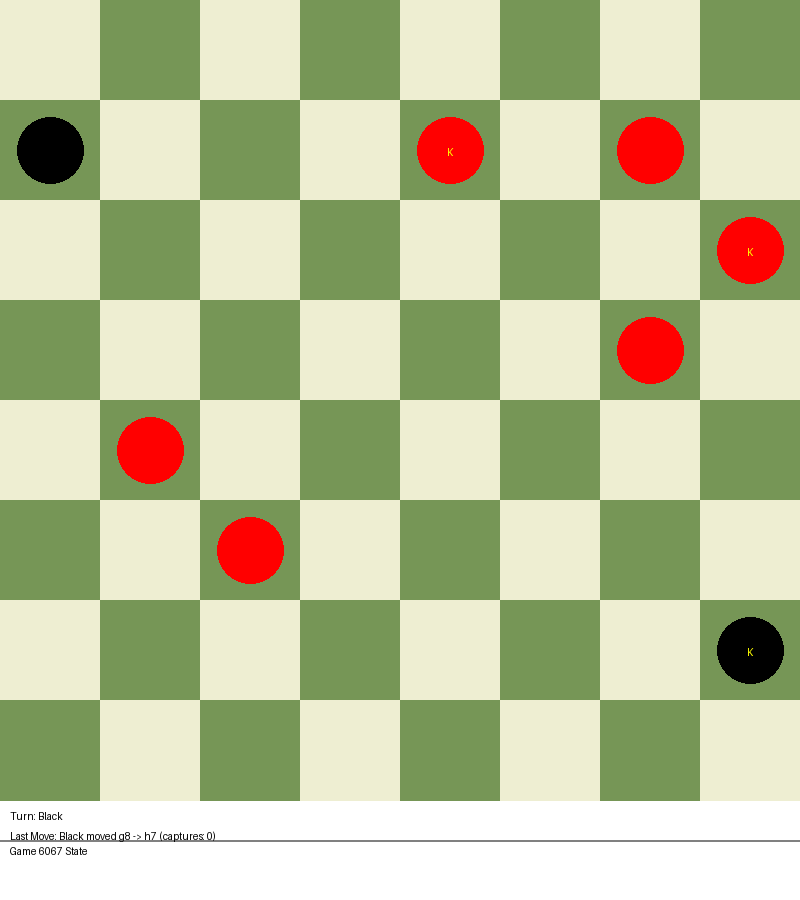 K
K
K
Turn: Black
Last Move: Black moved g8 -> h7 (captures: 0)
Game 6067 State